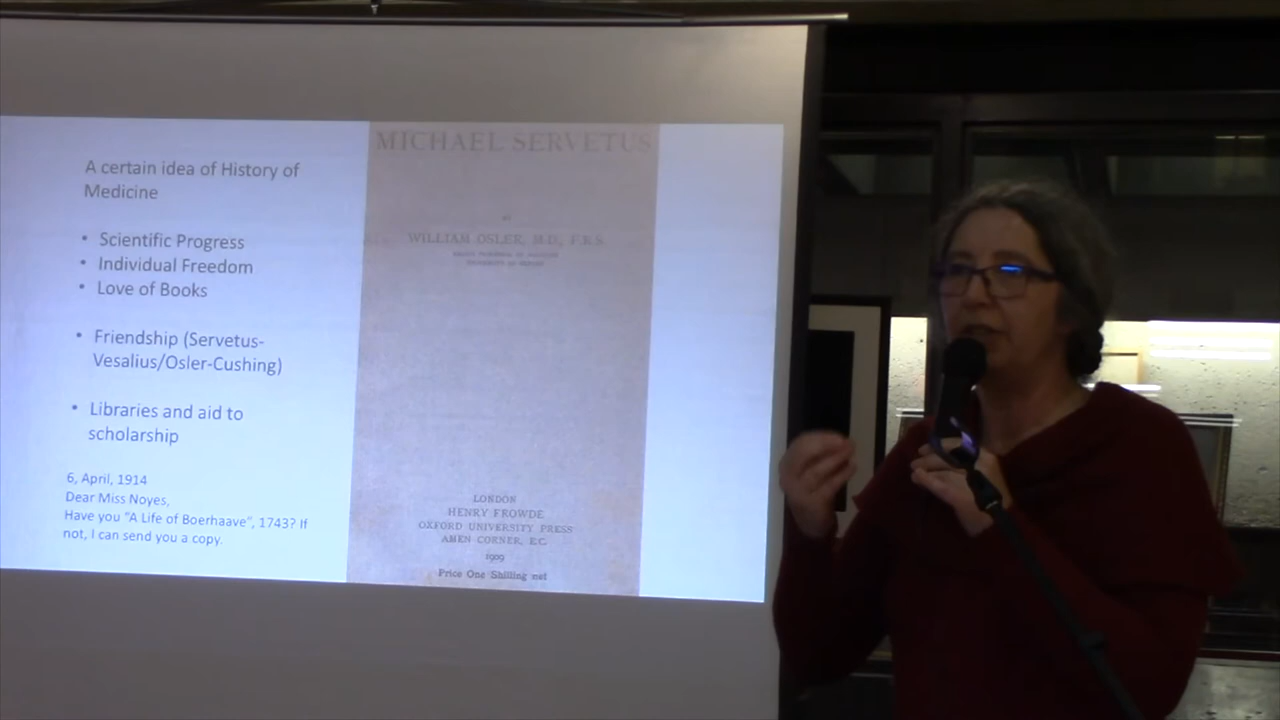 A certain idea of History of
Medicine
• Scientific Progress
• Individual Freedom
• Love of Books
• Friendship (Servetus-
Vesalius/Osler-Cushing)
• Libraries and aid to
scholarship
6, April, 1914
Dear Miss Noyes,
Have you “A Life of Boerhaave”, 1743? If
not, I can send you a copy.
MICHAEL SERVETUS
BY
WILLIAM OSLER, M.D., F.R.S.
LONDON
HENRY FROWDE
OXFORD UNIVERSITY PRESS
AMEN CORNER, E.C.
1909
Price One Shilling net